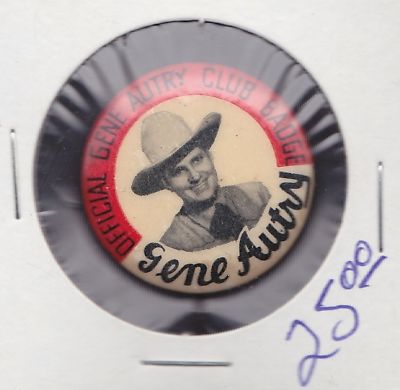 OFFICIAL GENE AUTRY CLUB BADGE
Gene Autry
25.00